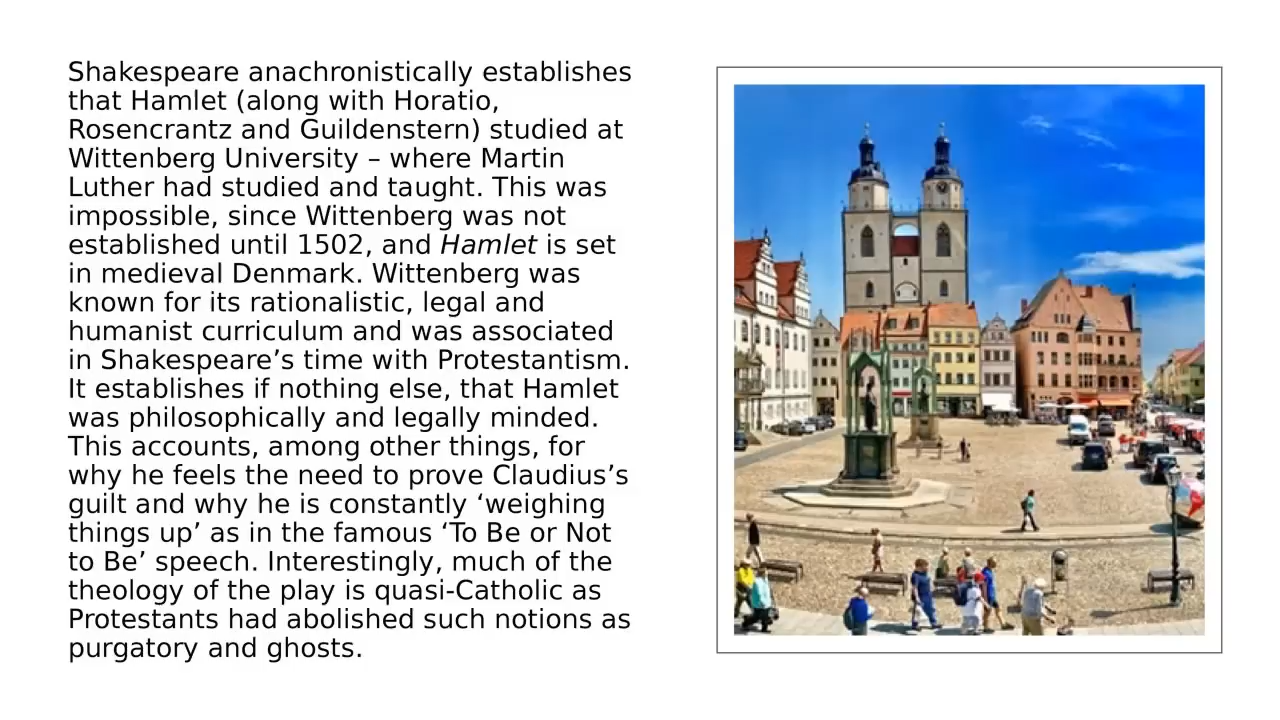 Shakespeare anachronistically establishes
that Hamlet (along with Horatio,
Rosencrantz and Guildenstern) studied at
Wittenberg University – where Martin
Luther had studied and taught. This was
impossible, since Wittenberg was not
established until 1502, and Hamlet is set
in medieval Denmark. Wittenberg was
known for its rationalistic, legal and
humanist curriculum and was associated
in Shakespeare’s time with Protestantism.
It establishes if nothing else, that Hamlet
was philosophically and legally minded.
This accounts, among other things, for
why he feels the need to prove Claudius’s
guilt and why he is constantly ‘weighing
things up’ as in the famous ‘To Be or Not
to Be’ speech. Interestingly, much of the
theology of the play is quasi-Catholic as
Protestants had abolished such notions as
purgatory and ghosts.